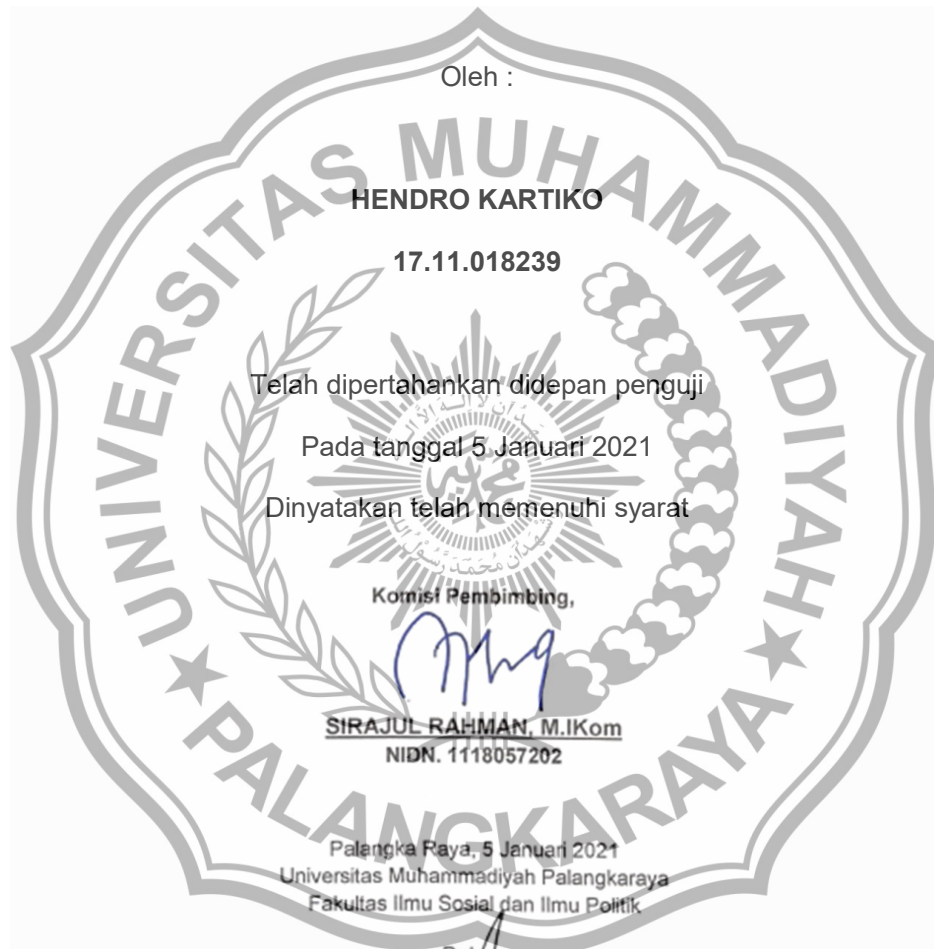 Oleh :
UNIVERSITAS MUHAMMADIYAH
HENDRO KARTIKO
17.11.018239
Telah dipertahankan didepan penguji
Pada tanggal 5 Januari 2021
Dinyatakan telah memenuhi syarat
Komisi Pembimbing,
SIRAJUL RAHMAN, M.IKom
NIDN. 1118057202
PALANGKARAYA
Palangka Raya, 5 Januari 2021
Universitas Muhammadiyah Palangkaraya
Fakultas Ilmu Sosial dan Ilmu Politik